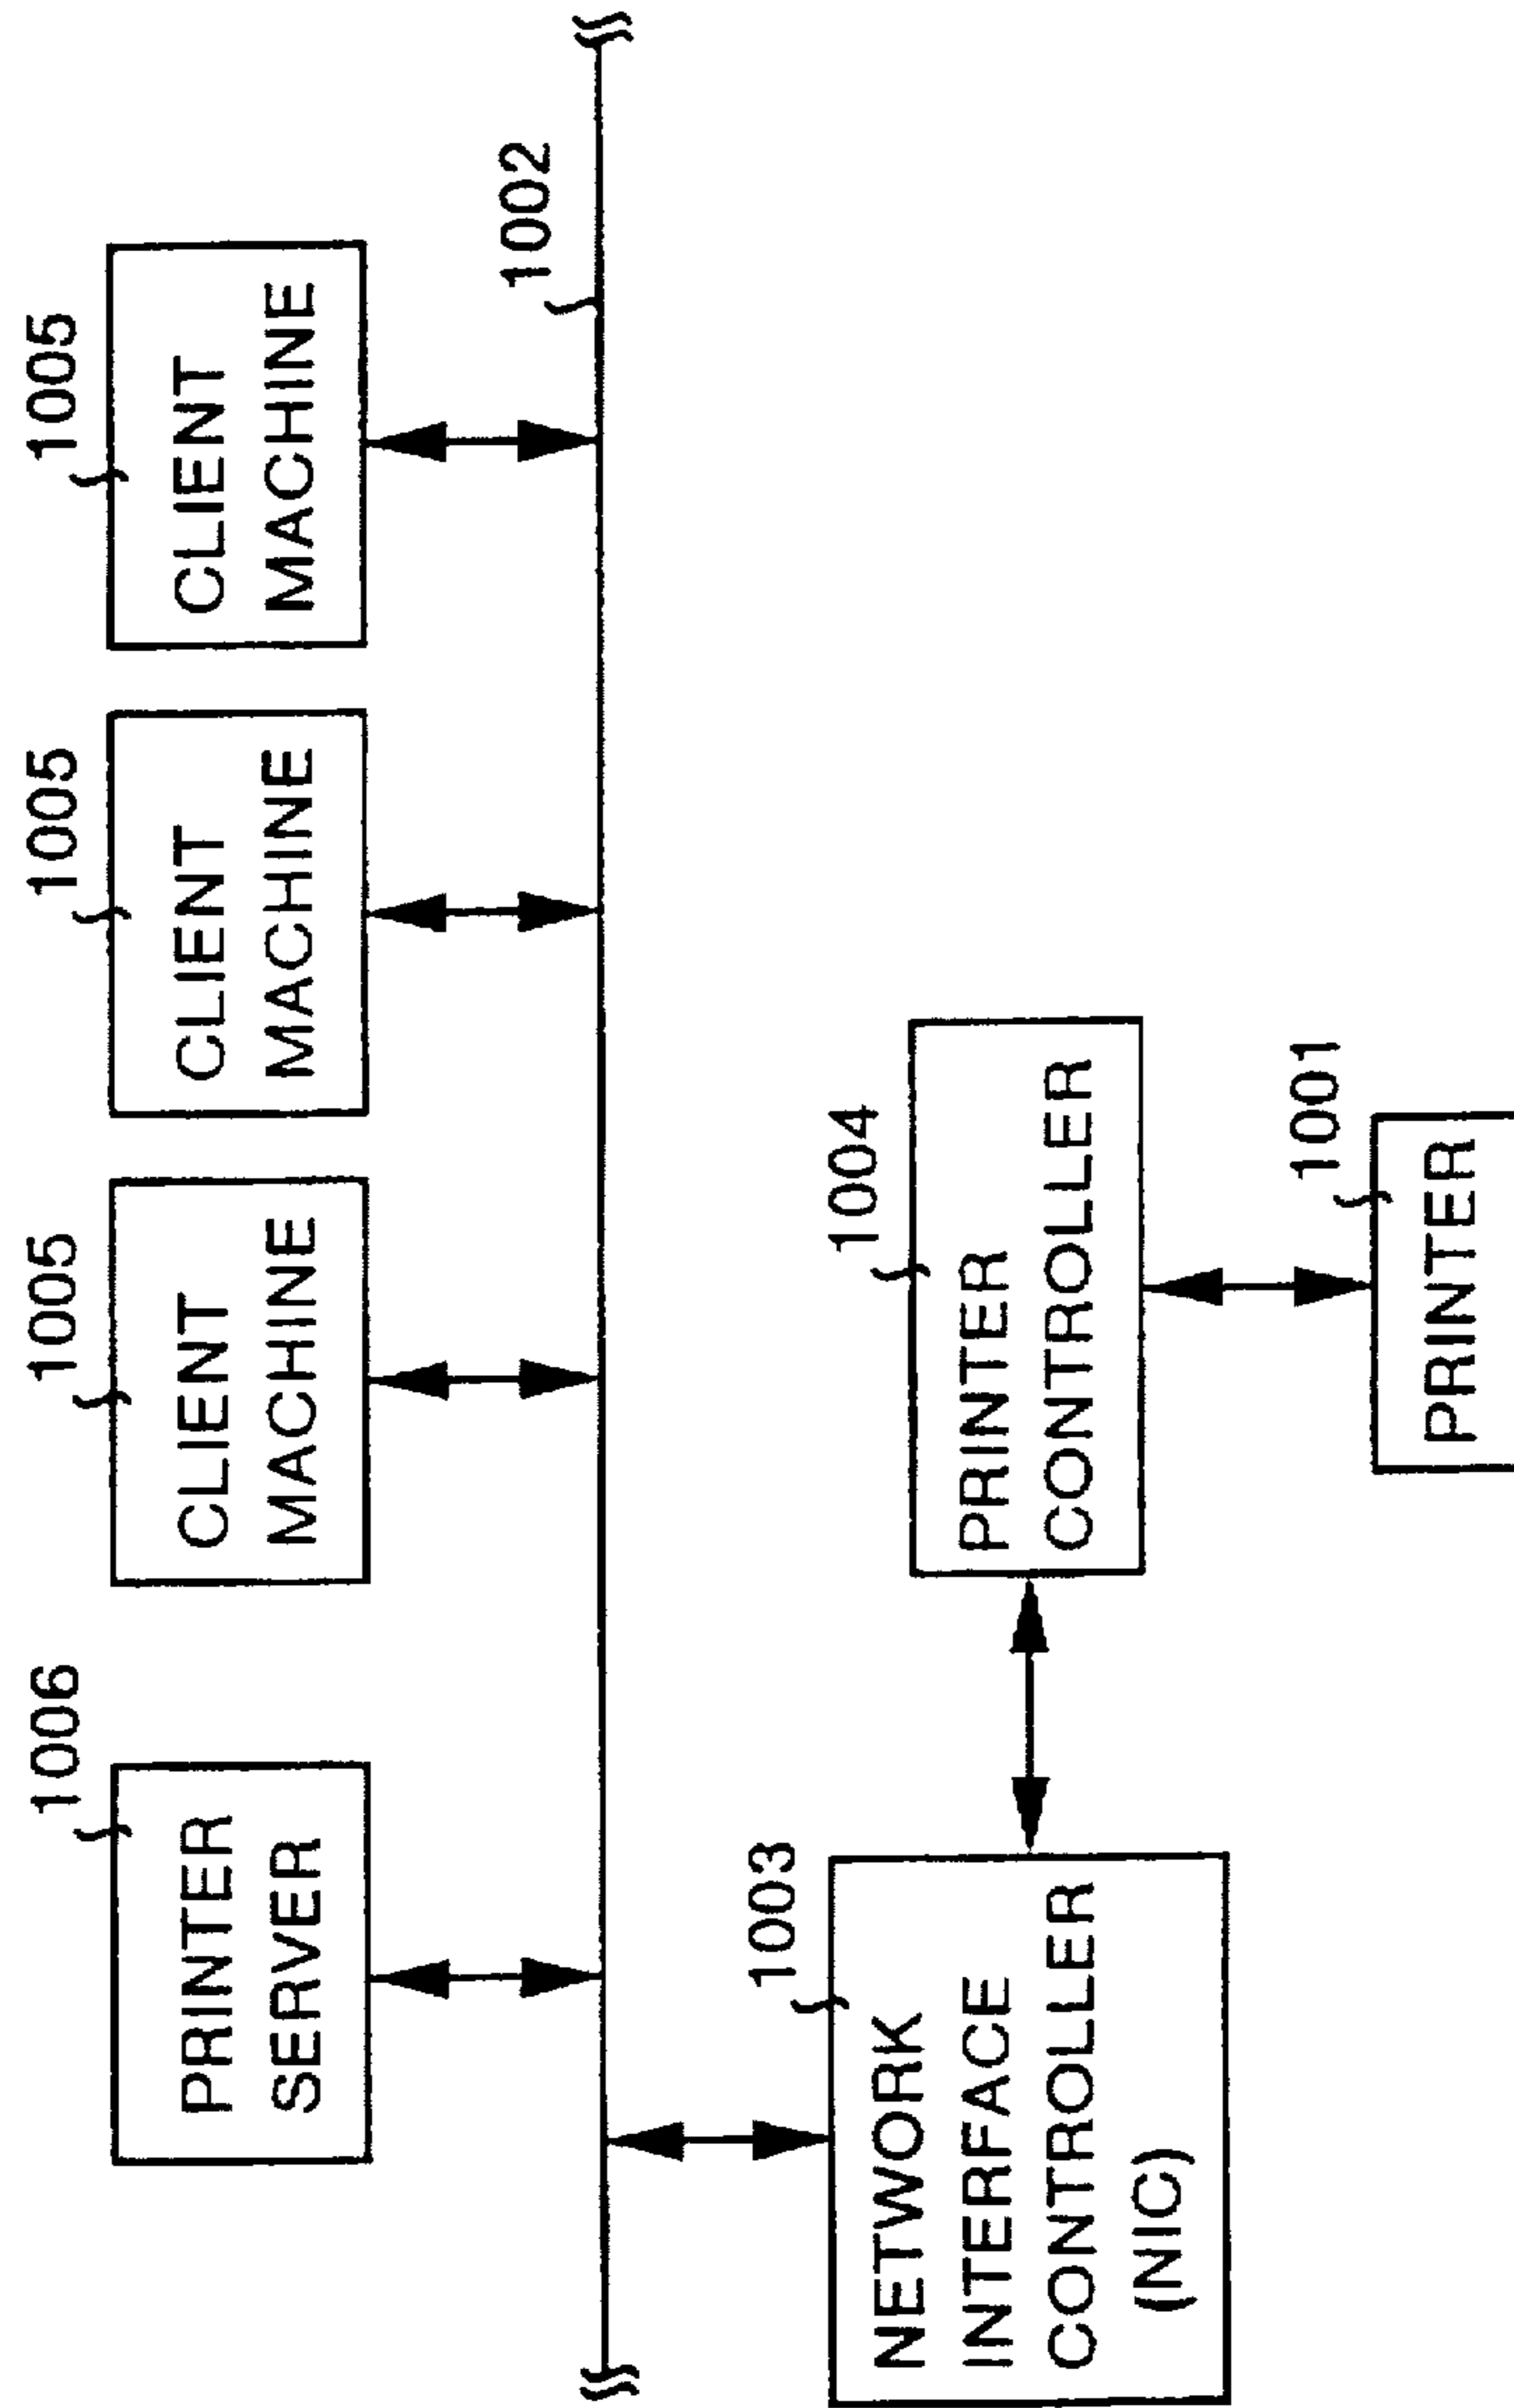 1006
PRINTER
SERVER
1005
CLIENT
MACHINE
1005
CLIENT
MACHINE
1005
CLIENT
MACHINE
1002
1003
NETWORK
INTERFACE
CONTROLLER
(NIC)
1004
PRINTER
CONTROLLER
1001
PRINTER